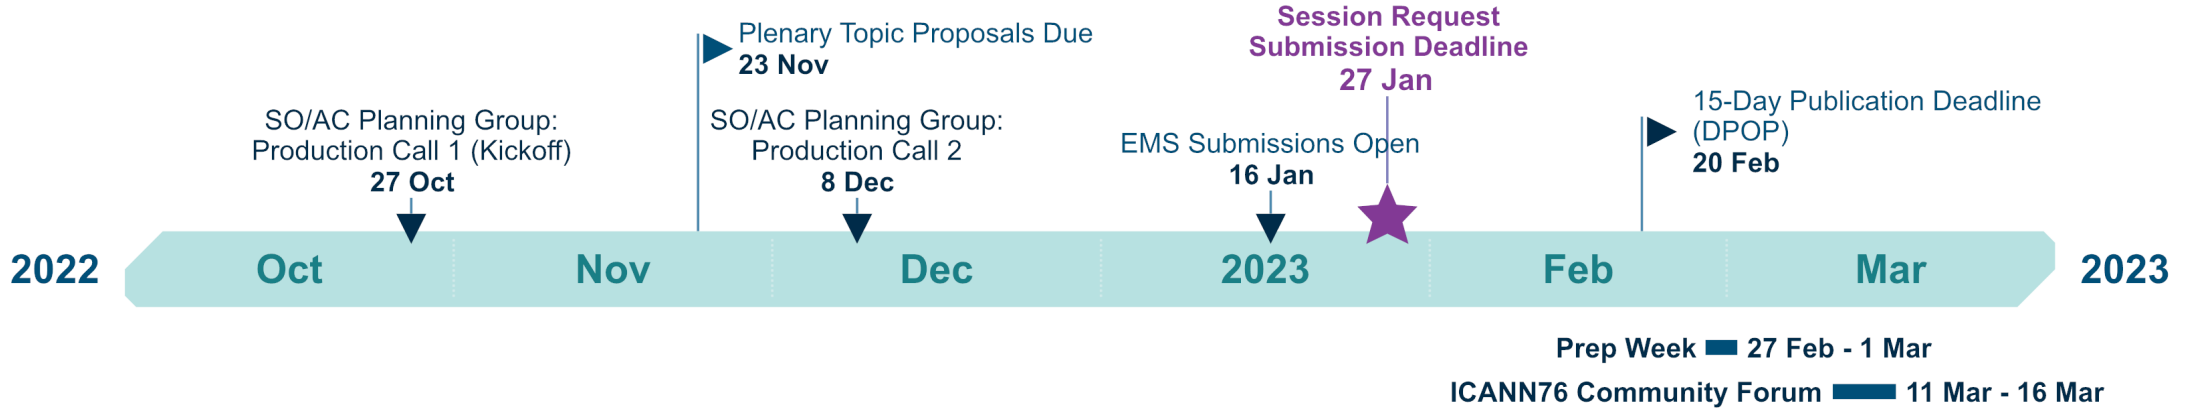 Plenary Topic Proposals Due
23 Nov
Session Request
Submission Deadline
27 Jan
SO/AC Planning Group:
Production Call 1 (Kickoff)
27 Oct
SO/AC Planning Group:
Production Call 2
8 Dec
EMS Submissions Open
16 Jan
15-Day Publication Deadline
(DPOP)
20 Feb
2022
Oct
Nov
Dec
2023
Feb
Mar
2023
Prep Week 27 Feb - 1 Mar
ICANN76 Community Forum 11 Mar - 16 Mar